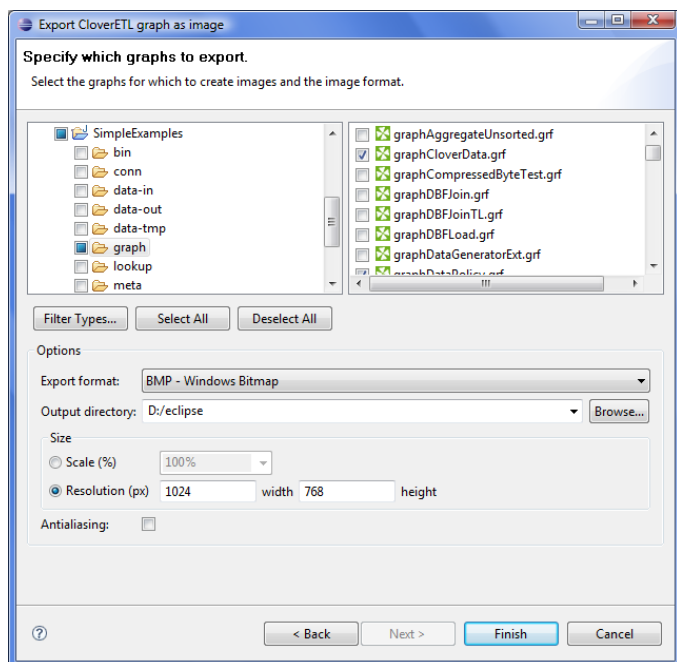 Export CloverETL graph as image
Specify which graphs to export.
Select the graphs for which to create images and the image format.
SimpleExamples
bin
conn
data-in
data-out
data-tmp
graph
lookup
meta
graphAggregateUnsorted.grf
graphCloverData.grf
graphCompressedByteTest.grf
graphDBFJoin.grf
graphDBFJoinTL.grf
graphDBFLoad.grf
graphDataGeneratorExt.grf
graphDataPolicy.grf
Filter Types... Select All Deselect All
Options
Export format: BMP - Windows Bitmap
Output directory: D:/eclipse Browse...
Size
Scale (%) 100%
Resolution (px) 1024 width 768 height
Antialiasing:
< Back Next > Finish Cancel